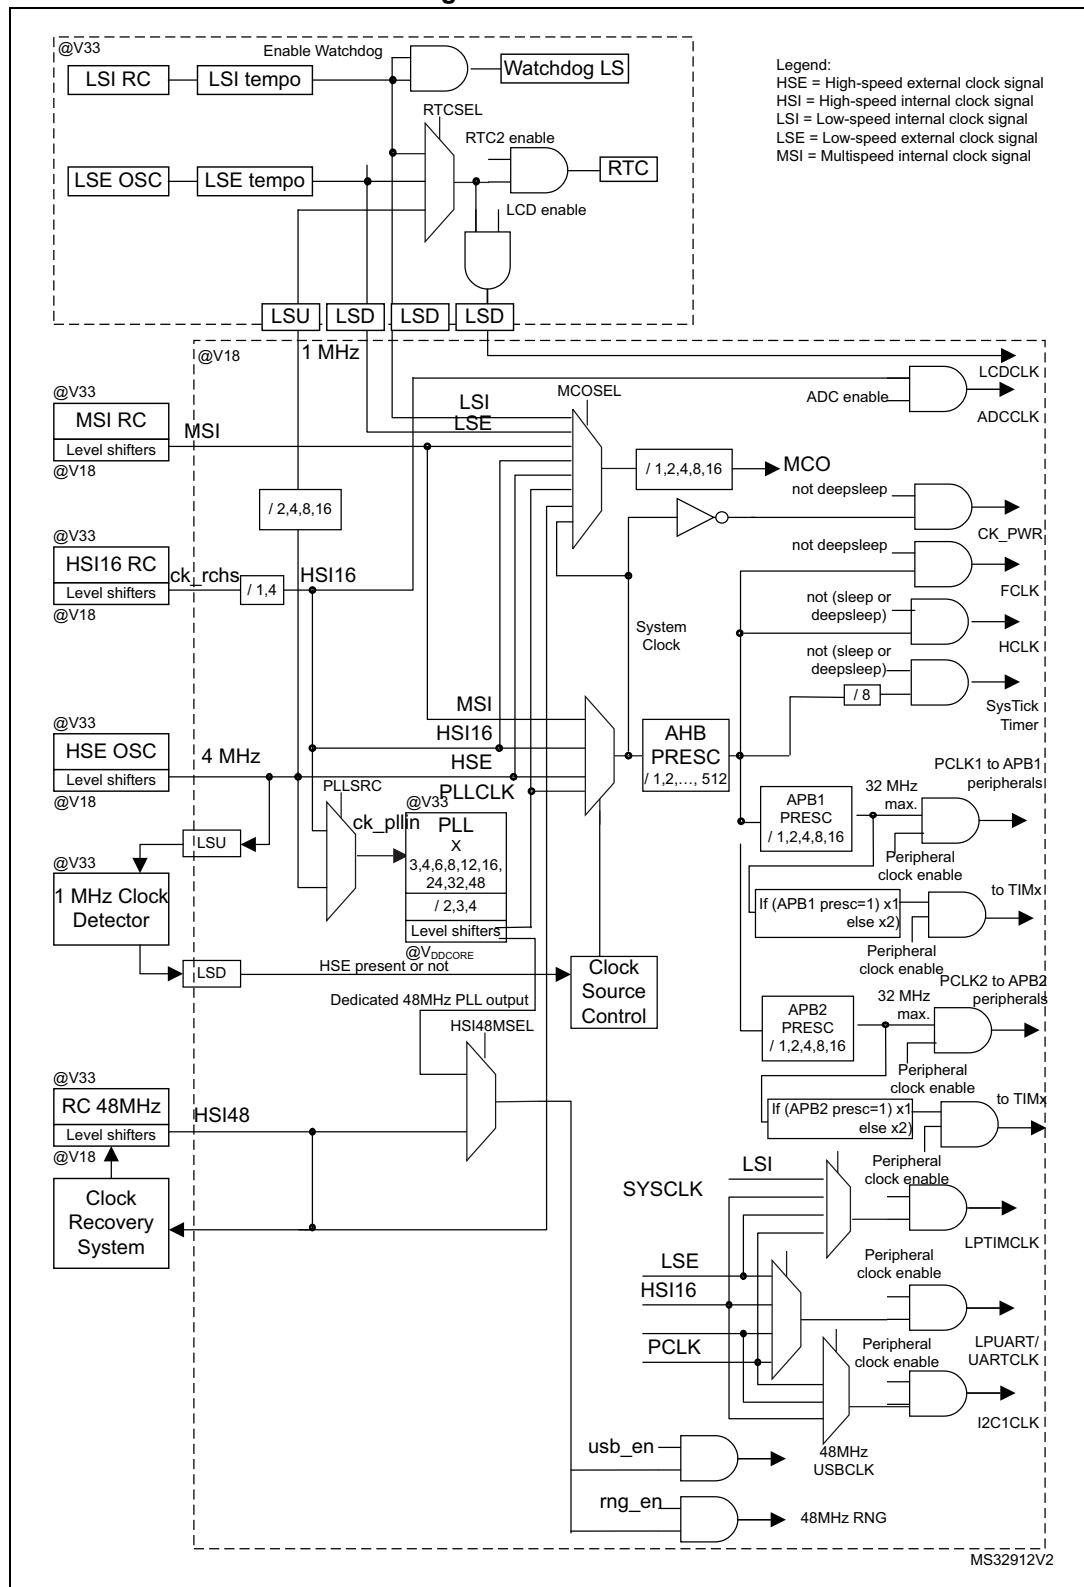 @V33
Enable Watchdog
LSI RC
LSI tempo
Watchdog LS
Legend:
HSE = High-speed external clock signal
HSI = High-speed internal clock signal
LSI = Low-speed internal clock signal
LSE = Low-speed external clock signal
MSI = Multispeed internal clock signal
RTCSEL
RTC2 enable
RTC
LSE OSC
LSE tempo
LCD enable
LSU
LSD
LSD
LSD
1 MHz
@V18
LCDCLK
@V33
MSI RC
Level shifters
@V18
MSI
LSI
LSE
MCOSEL
ADC enable
ADCCLK
/ 1,2,4,8,16
MCO
/ 2,4,8,16
not deepsleep
CK_PWR
@V33
HSI16 RC
Level shifters
@V18
ck_rchs
/ 1,4
HSI16
not deepsleep
FCLK
System
Clock
not (sleep or
deepsleep)
HCLK
not (sleep or
deepsleep)
/ 8
SysTick
Timer
MSI
HSI16
HSE
PLLCLK
AHB
PRESC
/ 1,2,..., 512
@V33
HSE OSC
Level shifters
@V18
4 MHz
PLLSRC
ck_pllin
@V33
PLL
X
3,4,6,8,12,16,
24,32,48
/ 2,3,4
Level shifters
@VDDCORE
PCLK1 to APB1
peripherals
32 MHz
max.
APB1
PRESC
/ 1,2,4,8,16
Peripheral
clock enable
LSU
@V33
1 MHz Clock
Detector
LSD
HSE present or not
Clock
Source
Control
If (APB1 presc=1) x1
else x2)
to TIMx
Peripheral
clock enable
Dedicated 48MHz PLL output
HSI48MSEL
PCLK2 to APB2
peripherals
32 MHz
max.
APB2
PRESC
/ 1,2,4,8,16
Peripheral
clock enable
If (APB2 presc=1) x1
else x2)
to TIMx
@V33
RC 48MHz
Level shifters
@V18
HSI48
Clock
Recovery
System
Peripheral
clock enable
LSI
SYSCLK
LPTIMCLK
LSE
HSI16
PCLK
Peripheral
clock enable
LPUART/
UARTCLK
Peripheral
clock enable
I2C1CLK
usb_en
48MHz
USBCLK
rng_en
48MHz RNG
MS32912V2